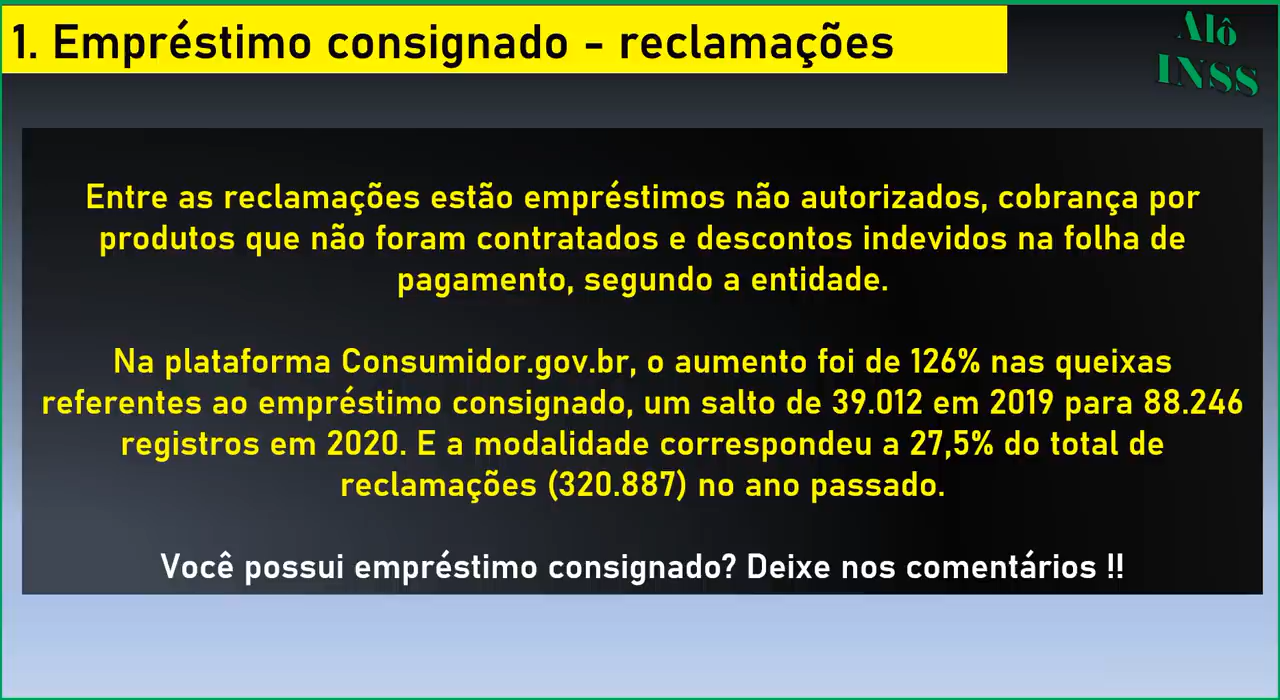 1. Empréstimo consignado - reclamações
Alô
INSS
Entre as reclamações estão empréstimos não autorizados, cobrança por
produtos que não foram contratados e descontos indevidos na folha de
pagamento, segundo a entidade.
Na plataforma Consumidor.gov.br, o aumento foi de 126% nas queixas
referentes ao empréstimo consignado, um salto de 39.012 em 2019 para 88.246
registros em 2020. E a modalidade correspondeu a 27,5% do total de
reclamações (320.887) no ano passado.
Você possui empréstimo consignado? Deixe nos comentários !!